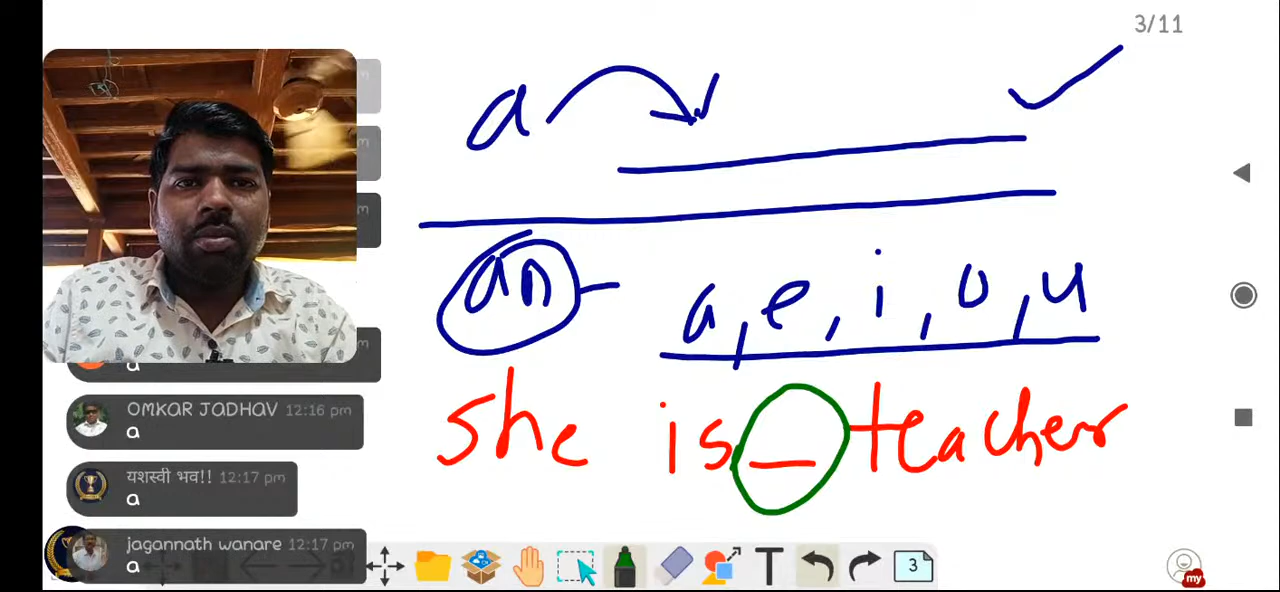 3/11
a
an - a, e, i, o, u
she is _ teacher
a
OMKAR JADHAV 12:16 pm
a
यशस्वी भव!! 12:17 pm
a
jagannath wanare 12:17 pm
a
T
3
my